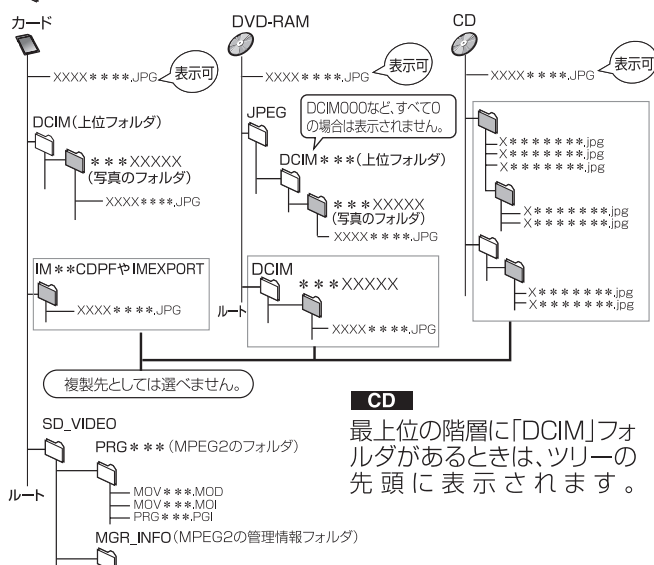 カード
XXXX＊＊＊＊.JPG
表示可
DCIM（上位フォルダ）
＊＊＊XXXXX
（写真のフォルダ）
XXXX＊＊＊＊.JPG
IM＊＊CDPFやIMEXPORT
XXXX＊＊＊＊.JPG
DVD-RAM
XXXX＊＊＊＊.JPG
表示可
JPEG
DCIM000など、すべて0
の場合は表示されません。
DCIM＊＊＊（上位フォルダ）
＊＊＊XXXXX
（写真のフォルダ）
XXXX＊＊＊＊.JPG
DCIM
＊＊＊XXXXX
ルート
XXXX＊＊＊＊.JPG
CD
XXXX＊＊＊＊.JPG
表示可
X＊＊＊＊＊＊＊.jpg
X＊＊＊＊＊＊＊.jpg
X＊＊＊＊＊＊＊.jpg
X＊＊＊＊＊＊＊.jpg
X＊＊＊＊＊＊＊.jpg
X＊＊＊＊＊＊＊.jpg
X＊＊＊＊＊＊＊.jpg
複製先としては選べません。
SD_VIDEO
PRG＊＊＊（MPEG2のフォルダ）
ルート
MOV＊＊＊.MOD
MOV＊＊＊.MOI
PRG＊＊＊.PGI
MGR_INFO（MPEG2の管理情報フォルダ）
CD
最上位の階層に「DCIM」フォ
ルダがあるときは、ツリーの
先頭に表示されます。